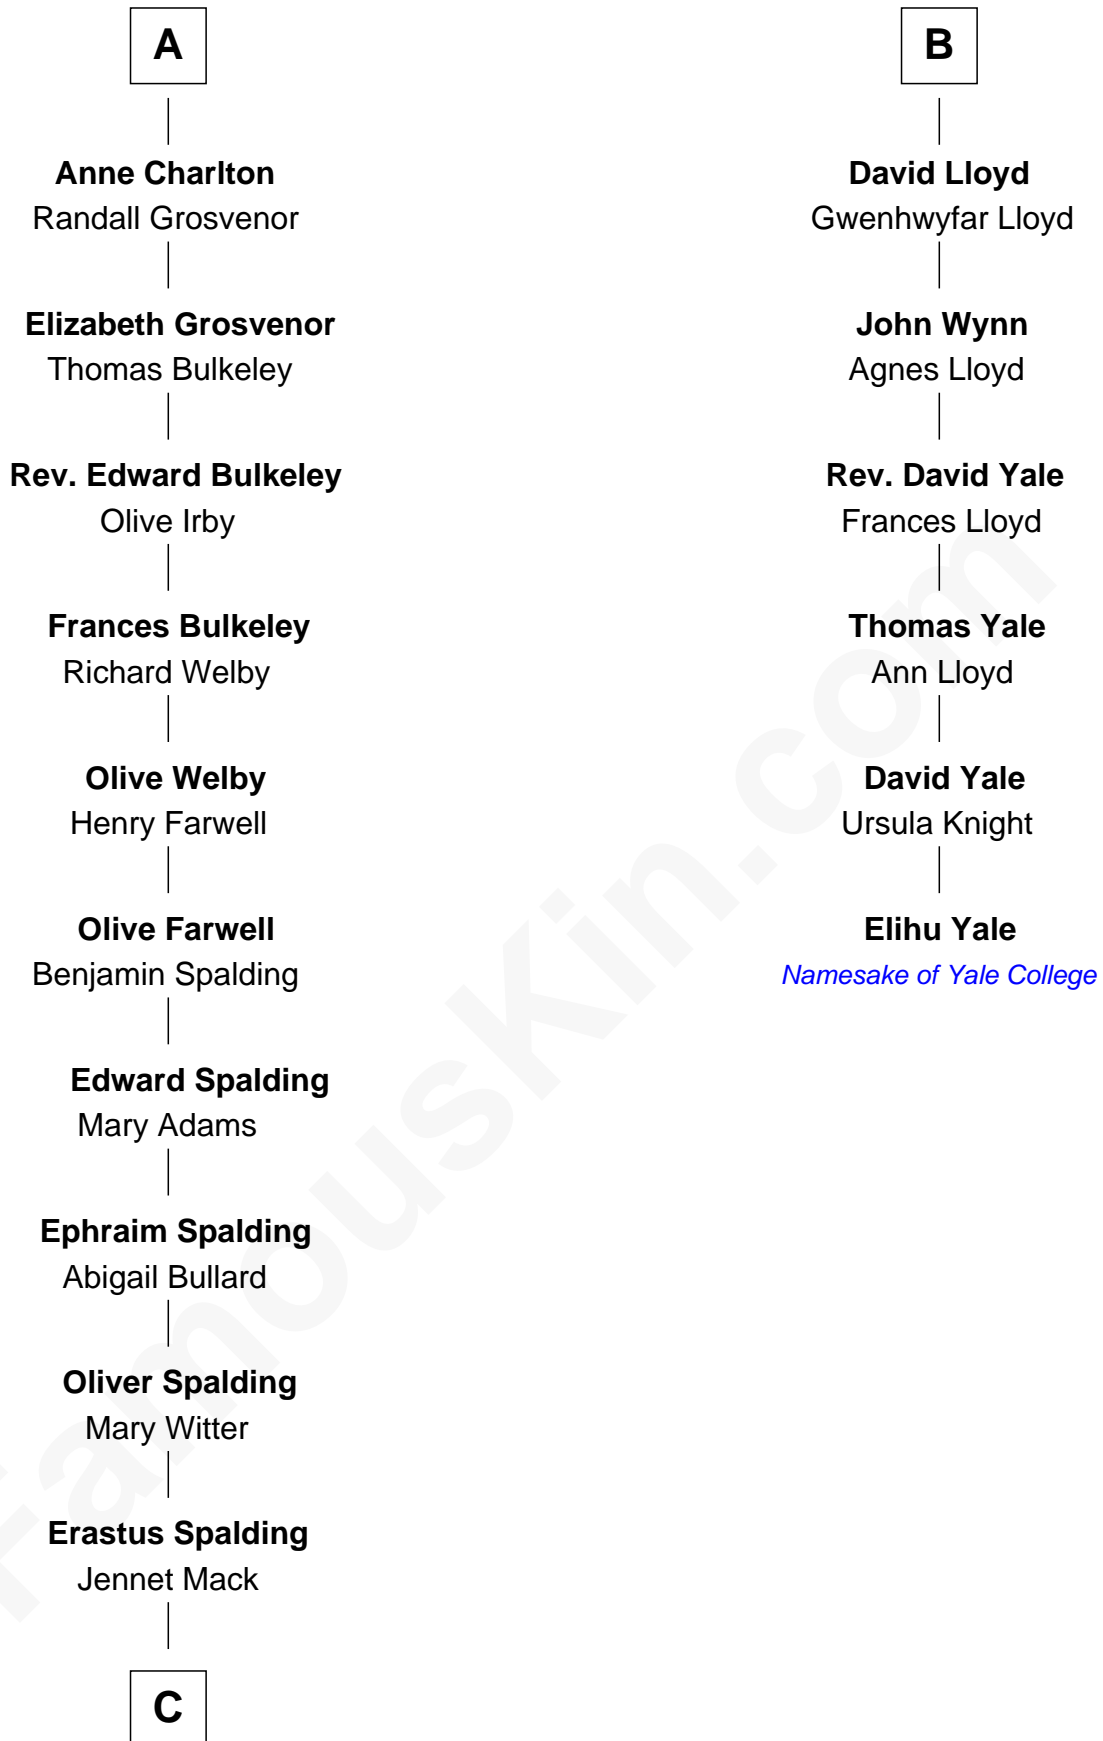 A
Anne Charlton
Randall Grosvenor
Elizabeth Grosvenor
Thomas Bulkeley
Rev. Edward Bulkeley
Olive Irby
Frances Bulkeley
Richard Welby
Olive Welby
Henry Farwell
Olive Farwell
Benjamin Spalding
Edward Spalding
Mary Adams
Ephraim Spalding
Abigail Bullard
Oliver Spalding
Mary Witter
Erastus Spalding
Jennet Mack
C
B
David Lloyd
Gwenhwyfar Lloyd
John Wynn
Agnes Lloyd
Rev. David Yale
Frances Lloyd
Thomas Yale
Ann Lloyd
David Yale
Ursula Knight
Elihu Yale
Namesake of Yale College
FamousKin.com